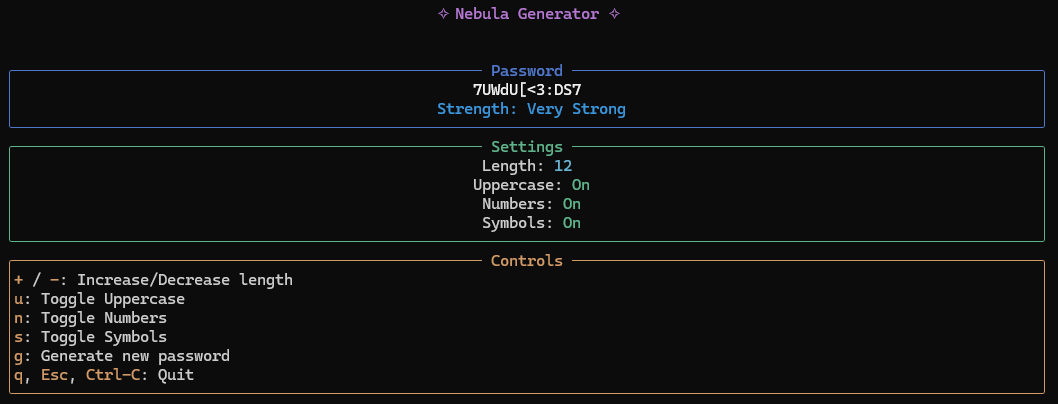 ✧ Nebula Generator ✧
Password
7UWdU[<3:DS7
Strength: Very Strong
Settings
Length: 12
Uppercase: On
Numbers: On
Symbols: On
Controls
+ / -: Increase/Decrease length
u: Toggle Uppercase
n: Toggle Numbers
s: Toggle Symbols
g: Generate new password
q, Esc, Ctrl-C: Quit